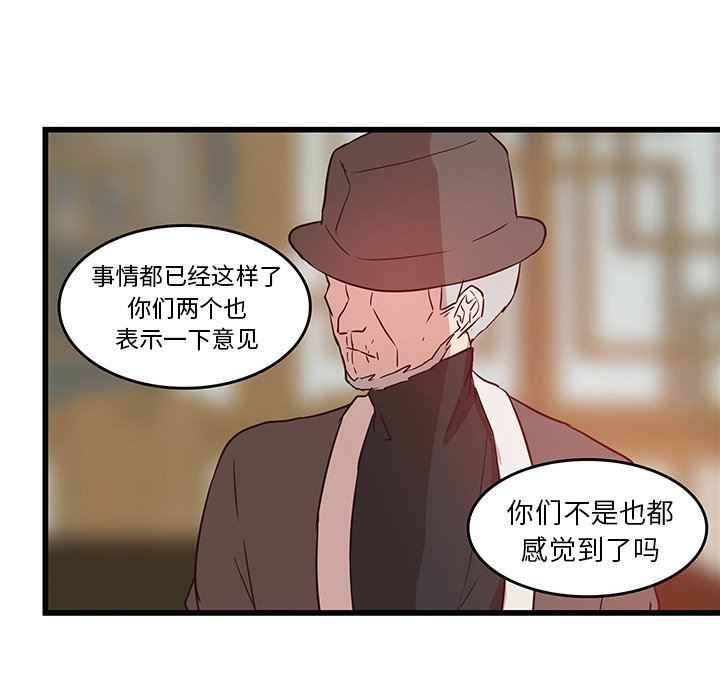 事情都已经这样了
你们两个也
表示一下意见
你们不是也都
感觉到了吗